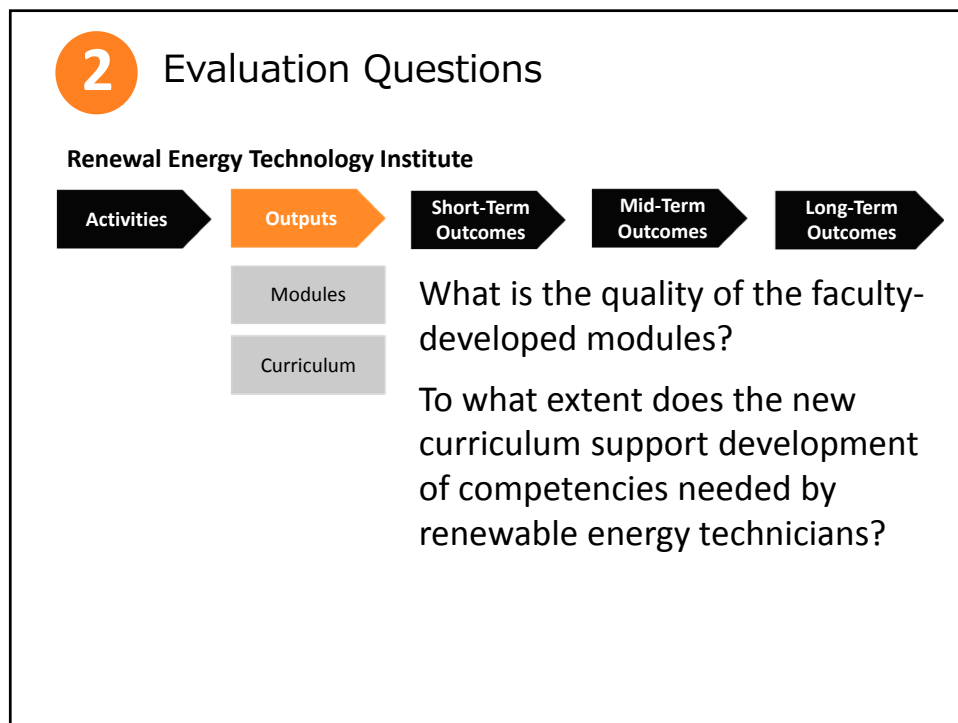 2 Evaluation Questions
Renewal Energy Technology Institute
Activities
Outputs
Short-Term
Outcomes
Mid-Term
Outcomes
Long-Term
Outcomes
Modules
Curriculum
What is the quality of the faculty-
developed modules?
To what extent does the new
curriculum support development
of competencies needed by
renewable energy technicians?